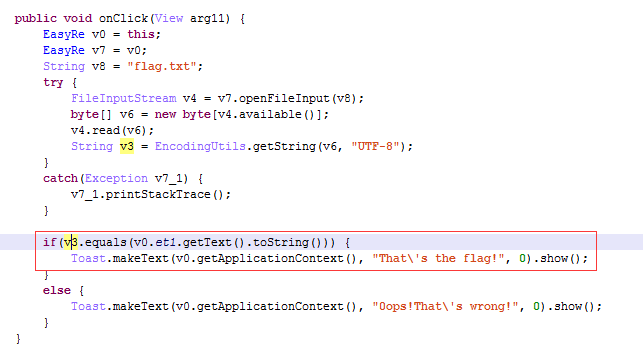 public void onClick(View arg11) {
    EasyRe v0 = this;
    EasyRe v7 = v0;
    String v8 = "flag.txt";
    try {
        FileInputStream v4 = v7.openFileInput(v8);
        byte[] v6 = new byte[v4.available()];
        v4.read(v6);
        String v3 = EncodingUtils.getString(v6, "UTF-8");
    }
    catch(Exception v7_1) {
        v7_1.printStackTrace();
    }
    if(v3.equals(v0.et1.getText().toString())) {
        Toast.makeText(v0.getApplicationContext(), "That\'s the flag!", 0).show();
    }
    else {
        Toast.makeText(v0.getApplicationContext(), "Oops!That\'s wrong!", 0).show();
    }
}